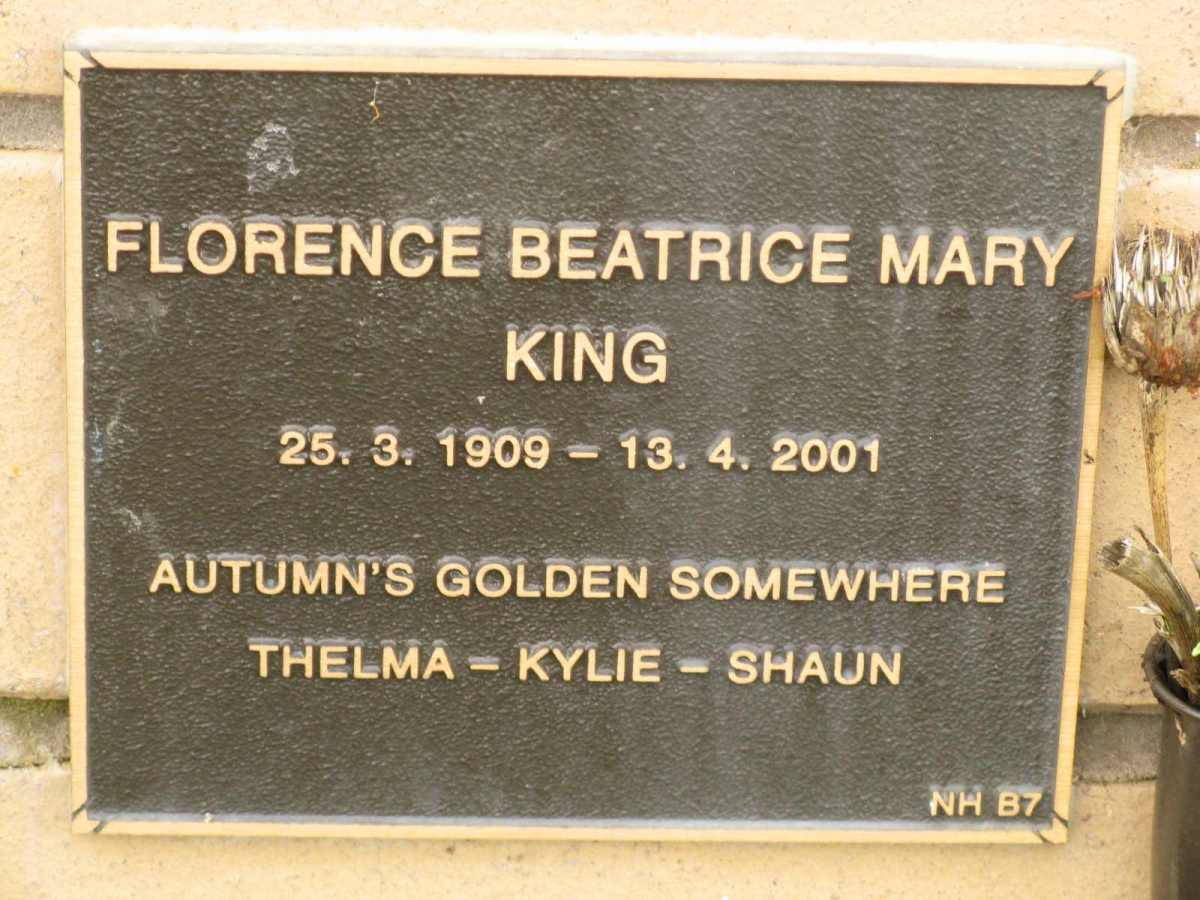 FLORENCE BEATRICE MARY
KING
25. 3. 1909 – 13. 4. 2001
AUTUMN'S GOLDEN SOMEWHERE
THELMA – KYLIE – SHAUN
NH B7